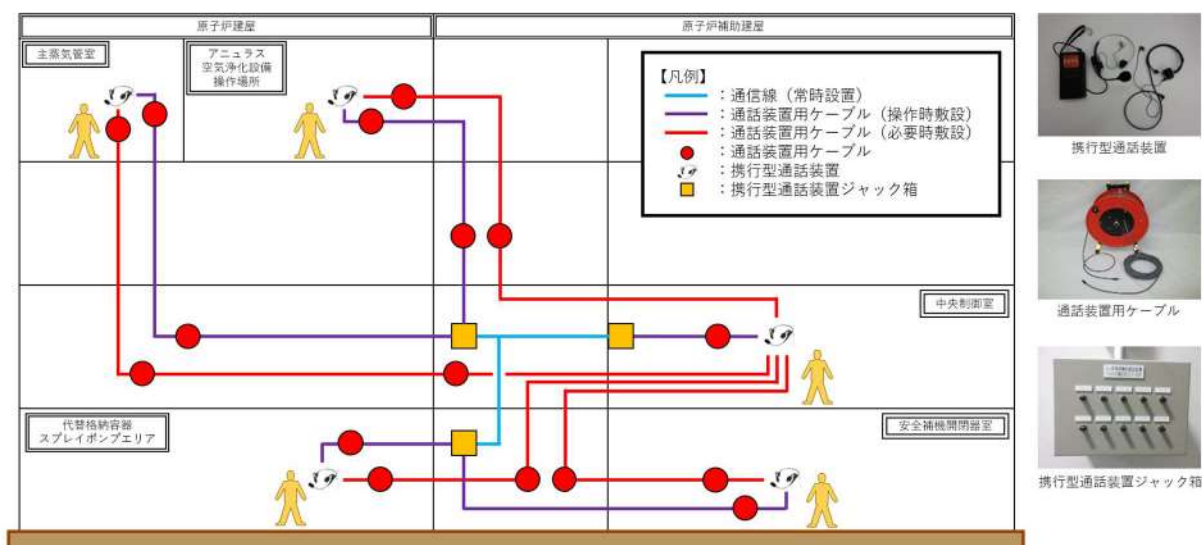 原子炉建屋
原子炉補助建屋
主蒸気管室
アニュラス
空気浄化設備
操作場所
【凡例】
：通信線（常時設置）
：通話装置用ケーブル（操作時敷設）
：通話装置用ケーブル（必要時敷設）
：通話装置用ケーブル
：携行型通話装置
：携行型通話装置ジャック箱
中央制御室
代替格納容器
スプレイポンプエリア
安全補機開閉器室
携行型通話装置
通話装置用ケーブル
携行型通話装置ジャック箱